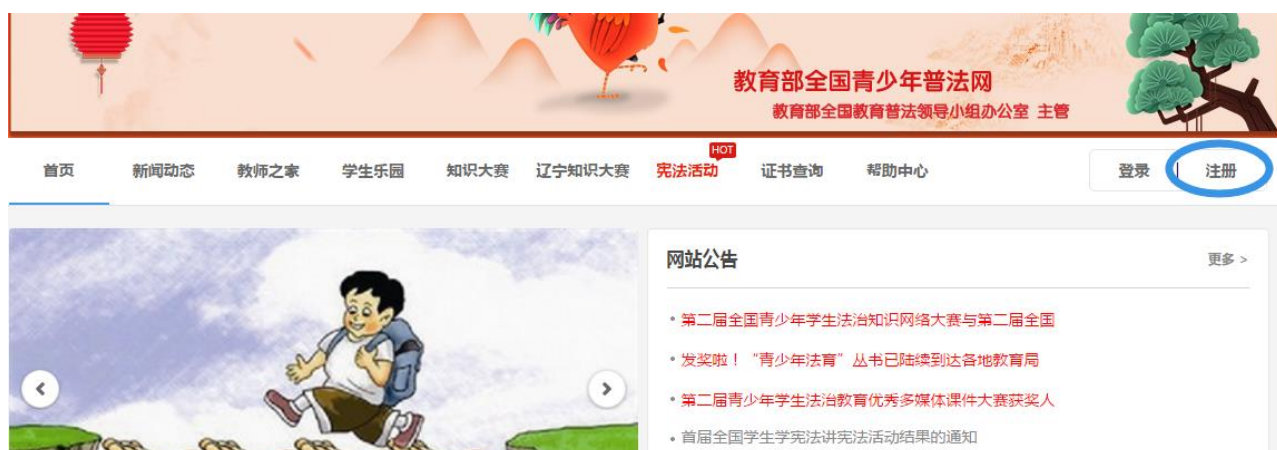 教育部全国青少年普法网
教育部全国教育普法领导小组办公室 主管
HOT
首页 新闻动态 教师之家 学生乐园 知识大赛 辽宁知识大赛 宪法活动 证书查询 帮助中心 登录 | 注册
网站公告 更多 >
• 第二届全国青少年学生法治知识网络大赛与第二届全国
• 发奖啦！“青少年法育”丛书已陆续到达各地教育局
• 第二届青少年学生法治教育优秀多媒体课件大赛获奖人
• 首届全国学生学宪法讲宪法活动结果的通知